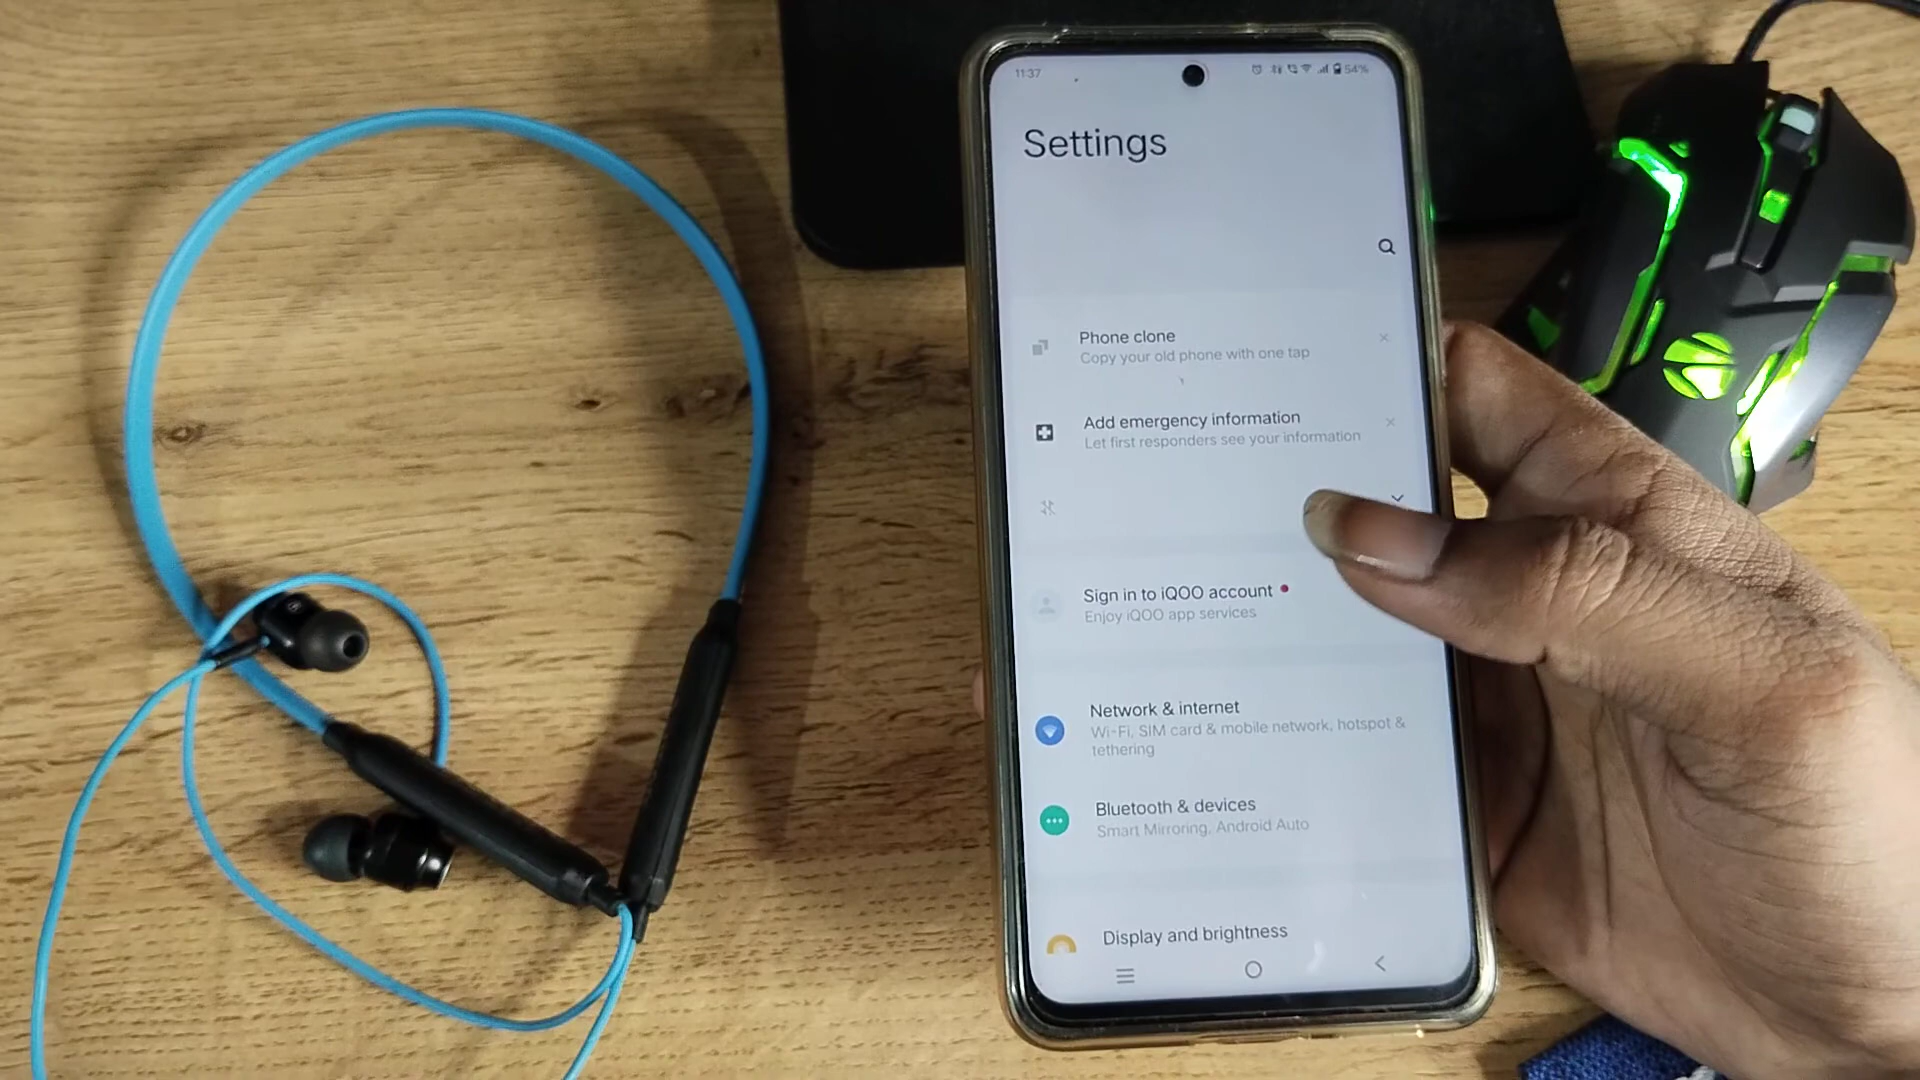 11:37
54%
Settings
Phone clone
Copy your old phone with one tap
Add emergency information
Let first responders see your information
Sign in to iQOO account
Enjoy iQOO app services
Network & internet
Wi-Fi, SIM card & mobile network, hotspot &
tethering
Bluetooth & devices
Smart Mirroring, Android Auto
Display and brightness